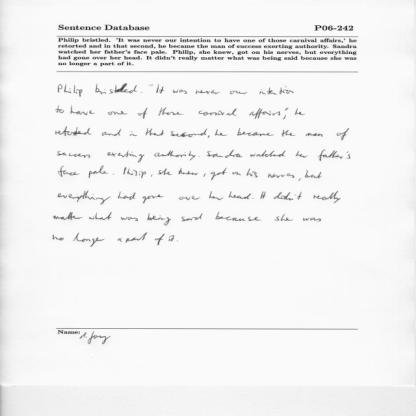 Sentence Database P06-242
Philip bristled. 'It was never our intention to have one of those carnival affairs,' he
retorted and in that second, he became the man of success exerting authority. Sandra
watched her father's face pale. Philip, she knew, got on his nerves, but everything
had gone over her head. It didn't really matter what was being said because she was
no longer a part of it.
Philip bristled. "It was never our intention
to have one of those carnival affairs", he
retorted and in that second, he became the man of
success exerting authority. Sandra watched her father's
face pale. Philip, she knew, got on his nerves, but
everything had gone over her head. It didn't really
matter what was being said because she was
no longer a part of it.
Name: